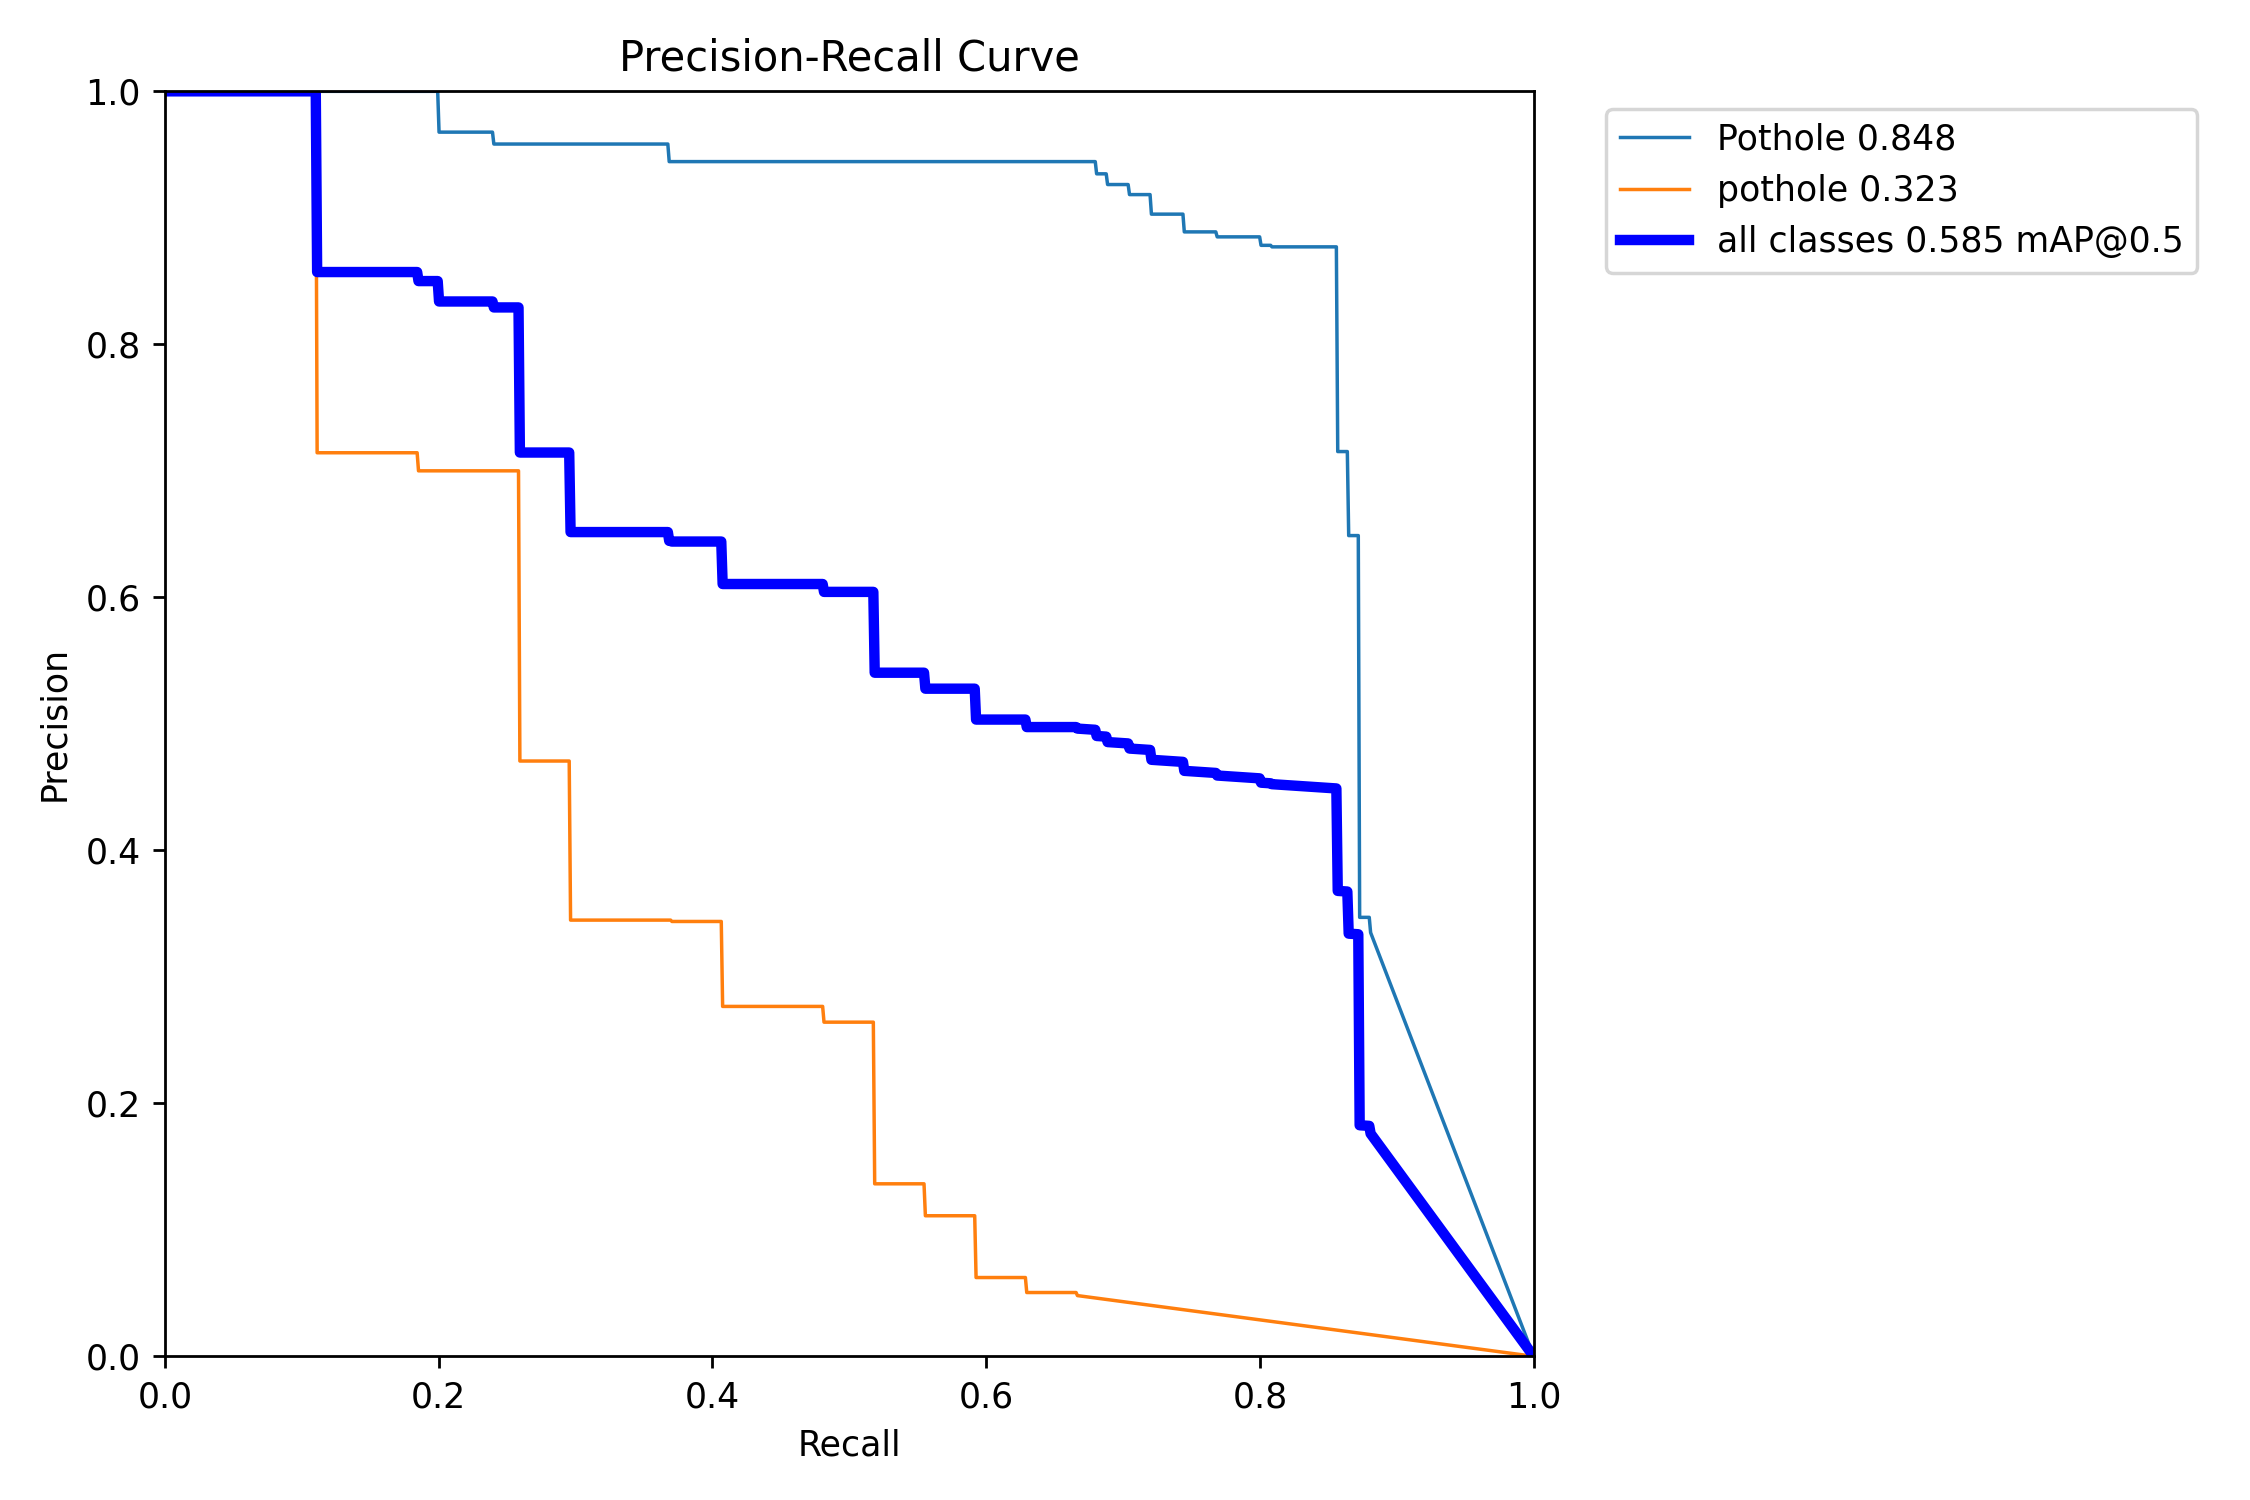 Precision-Recall Curve
1.0
0.8
0.6
0.4
0.2
0.0
Precision
0.0 0.2 0.4 0.6 0.8 1.0
Recall
Pothole 0.848
pothole 0.323
all classes 0.585 mAP@0.5